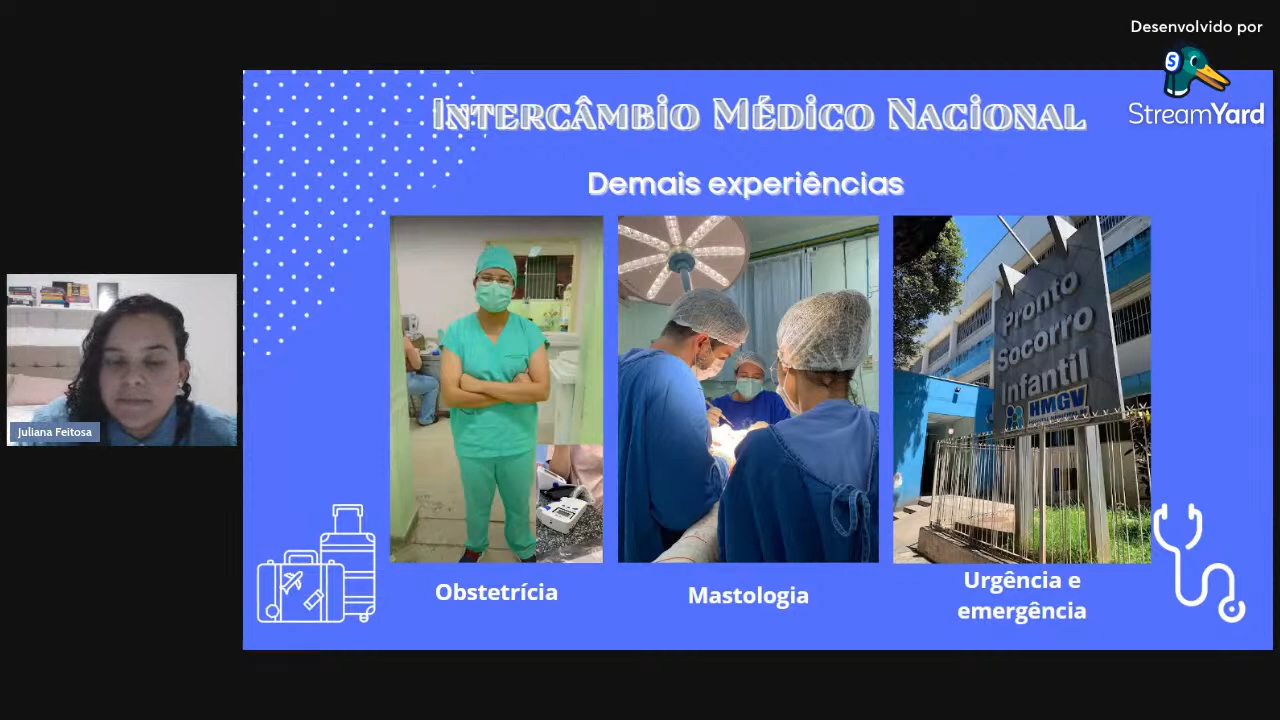 Desenvolvido por
S
StreamYard
Intercâmbio Médico Nacional
Demais experiências
Pronto
Socorro
Infantil
HMGV
Juliana Feitosa
Obstetrícia
Mastologia
Urgência e
emergência